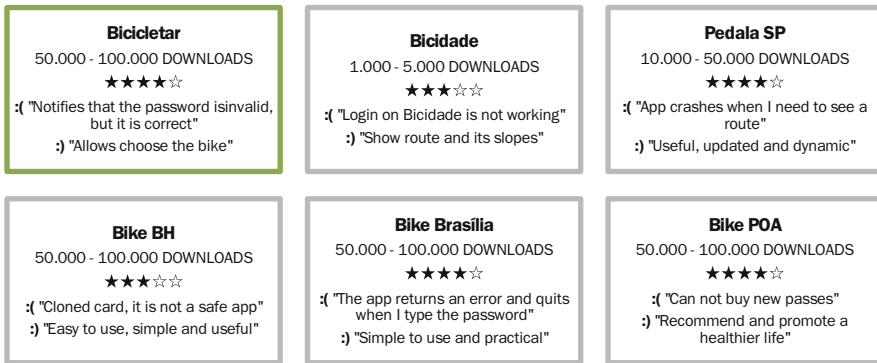 Bicicletar
50.000 - 100.000 DOWNLOADS
★★★★☆
:( "Notifies that the password isinvalid,
but it is correct"
:) "Allows choose the bike"
Bicidade
1.000 - 5.000 DOWNLOADS
★★★☆☆
:( "Login on Bicidade is not working"
:) "Show route and its slopes"
Pedala SP
10.000 - 50.000 DOWNLOADS
★★★★☆
:( "App crashes when I need to see a
route"
:) "Useful, updated and dynamic"
Bike BH
50.000 - 100.000 DOWNLOADS
★★★☆☆
:( "Cloned card, it is not a safe app"
:) "Easy to use, simple and useful"
Bike Brasília
50.000 - 100.000 DOWNLOADS
★★★★☆
:( "The app returns an error and quits
when I type the password"
:) "Simple to use and practical"
Bike POA
50.000 - 100.000 DOWNLOADS
★★★★☆
:( "Can not buy new passes"
:) "Recommend and promote a
healthier life"